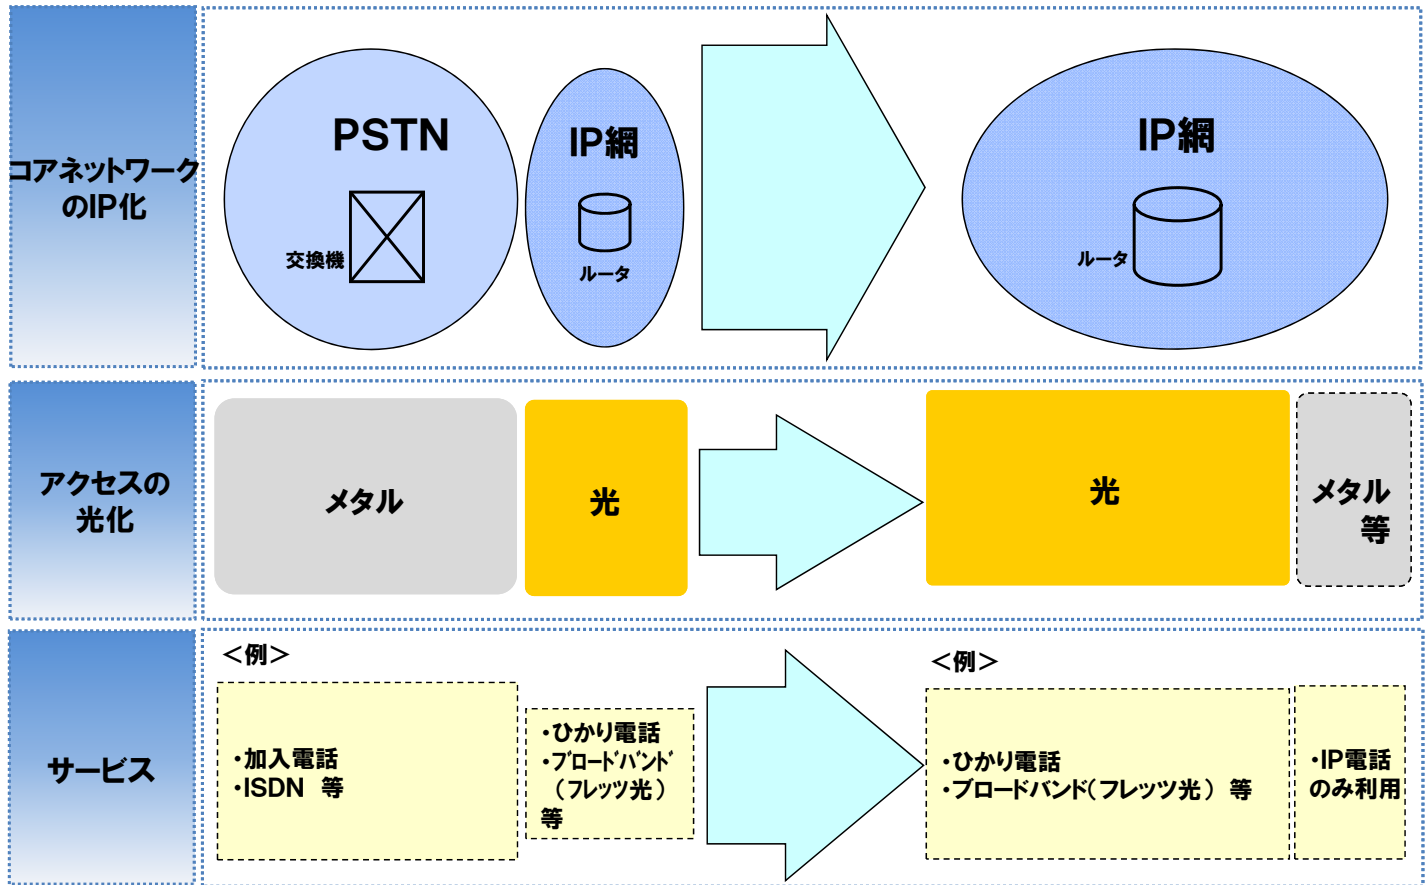 コアネットワーク
のIP化
PSTN
交換機
IP網
ルータ
IP網
ルータ
アクセスの
光化
メタル
光
光
メタル
等
サービス
＜例＞
・加入電話
・ISDN 等
・ひかり電話
・ﾌﾞﾛｰﾄﾞﾊﾞﾝﾄﾞ
（フレッツ光）
等
＜例＞
・ひかり電話
・ブロードバンド（フレッツ光） 等
・IP電話
のみ利用